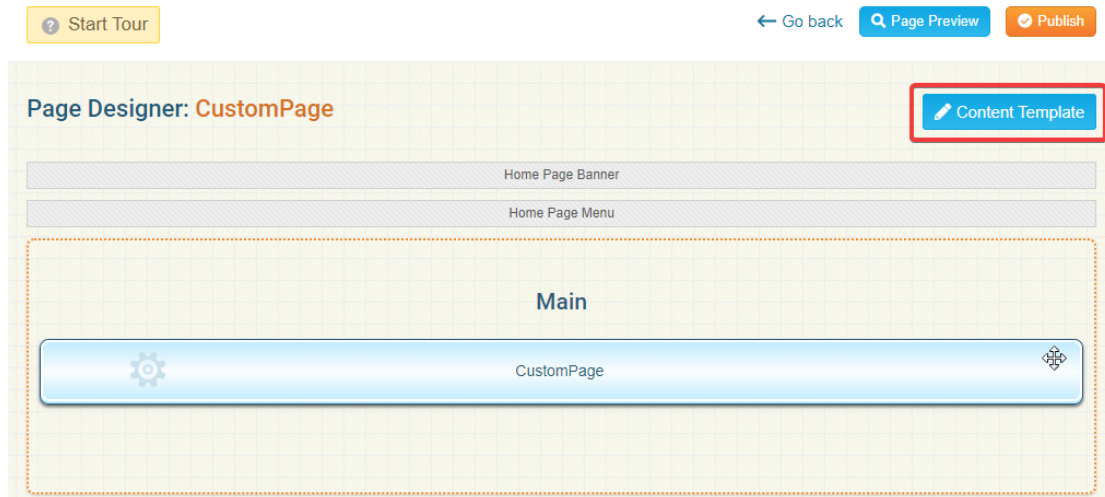 Start Tour
Go back
Page Preview
Publish
Page Designer: CustomPage
Content Template
Home Page Banner
Home Page Menu
Main
CustomPage